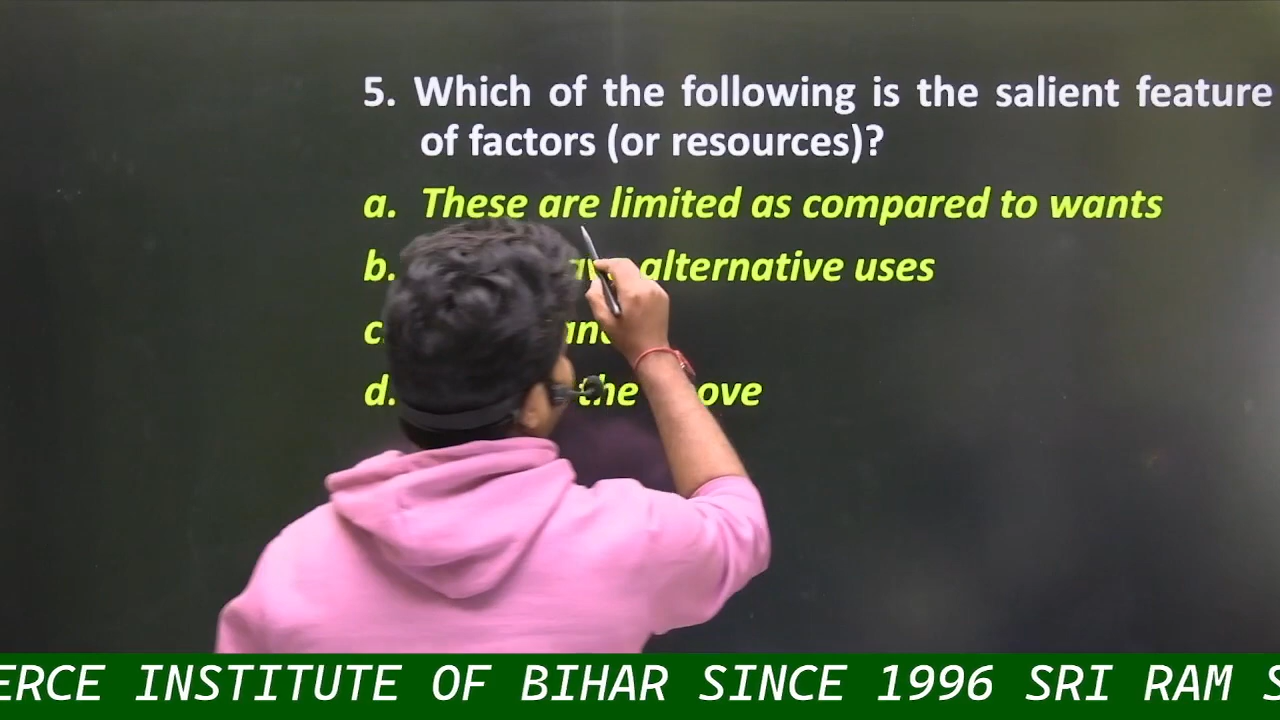 5. Which of the following is the salient feature
of factors (or resources)?
a. These are limited as compared to wants
b. alternative uses
c.
d. the
ERCE INSTITUTE OF BIHAR SINCE 1996 SRI RAM S